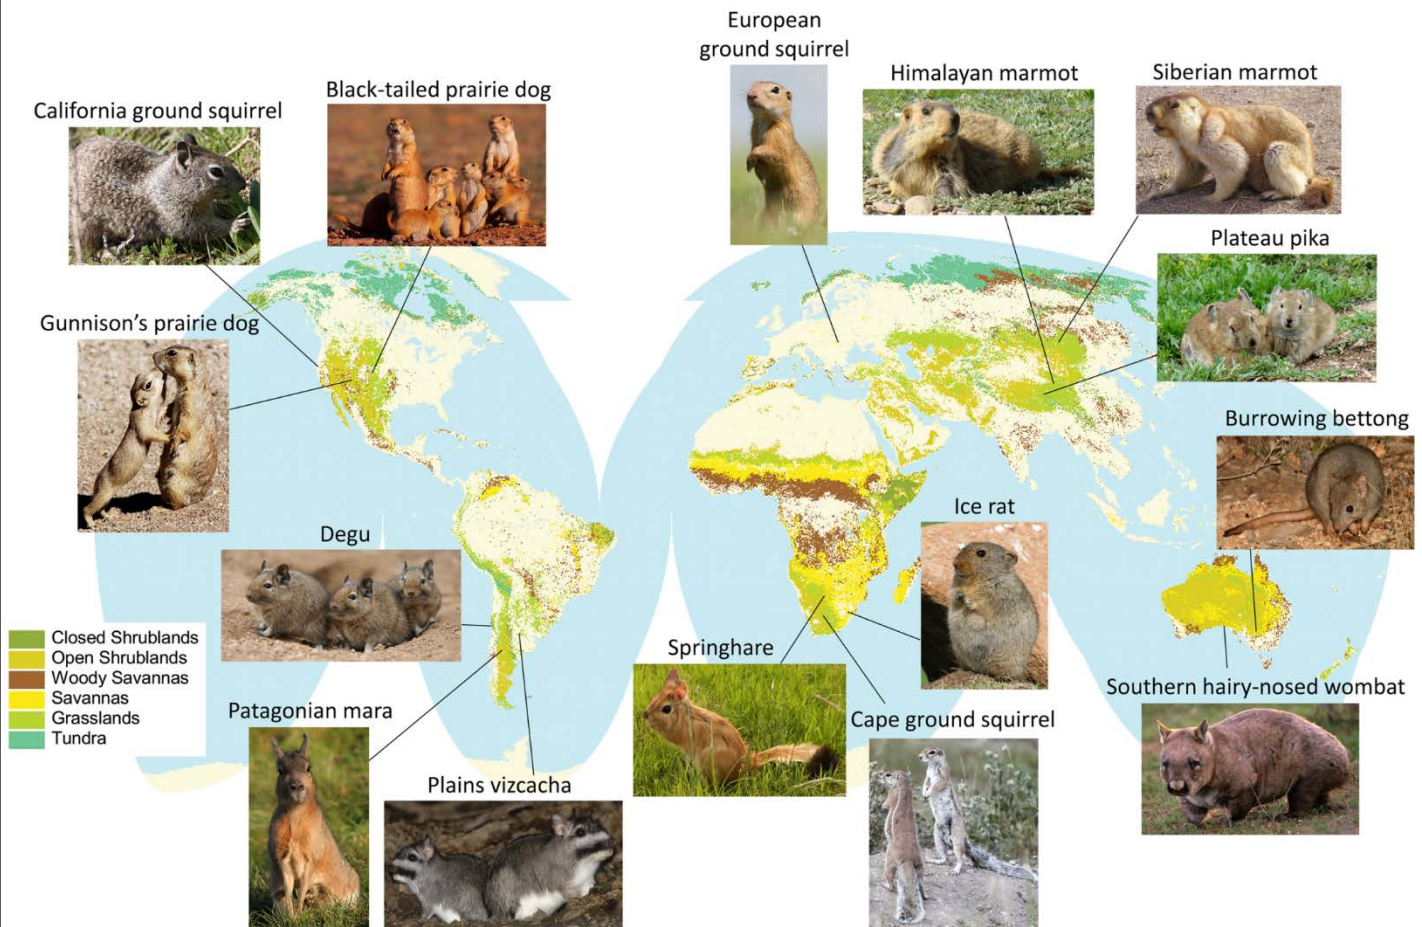 European
ground squirrel
Himalayan marmot
Siberian marmot
Black-tailed prairie dog
California ground squirrel
Plateau pika
Gunnison's prairie dog
Burrowing bettong
Ice rat
Degu
Closed Shrublands
Open Shrublands
Woody Savannas
Savannas
Grasslands
Tundra
Springhare
Southern hairy-nosed wombat
Patagonian mara
Cape ground squirrel
Plains vizcacha